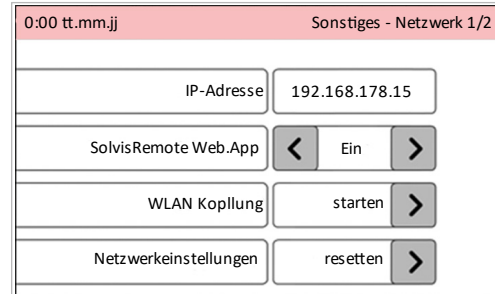 0:00 tt.mm.jj Sonstiges - Netzwerk 1/2
IP-Adresse 192.168.178.15
SolvisRemote Web.App Ein
WLAN Kopllung starten
Netzwerkeinstellungen resetten